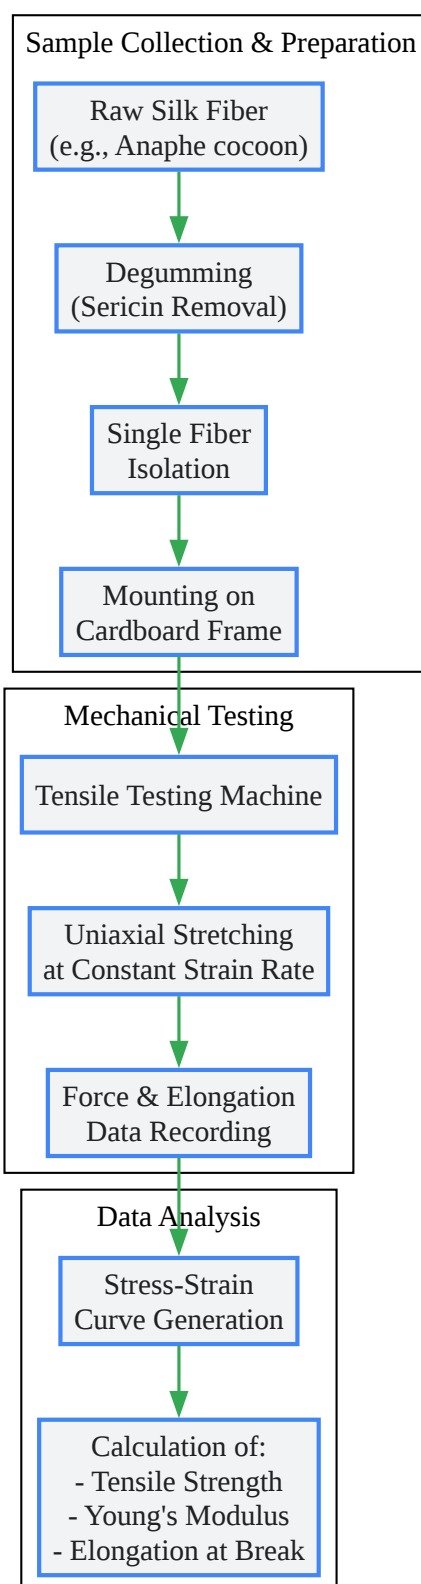 Sample Collection & Preparation
Raw Silk Fiber
(e.g., Anaphe cocoon)
Degumming
(Sericin Removal)
Single Fiber
Isolation
Mounting on
Cardboard Frame
Mechanical Testing
Tensile Testing Machine
Uniaxial Stretching
at Constant Strain Rate
Force & Elongation
Data Recording
Data Analysis
Stress-Strain
Curve Generation
Calculation of:
- Tensile Strength
- Young's Modulus
- Elongation at Break